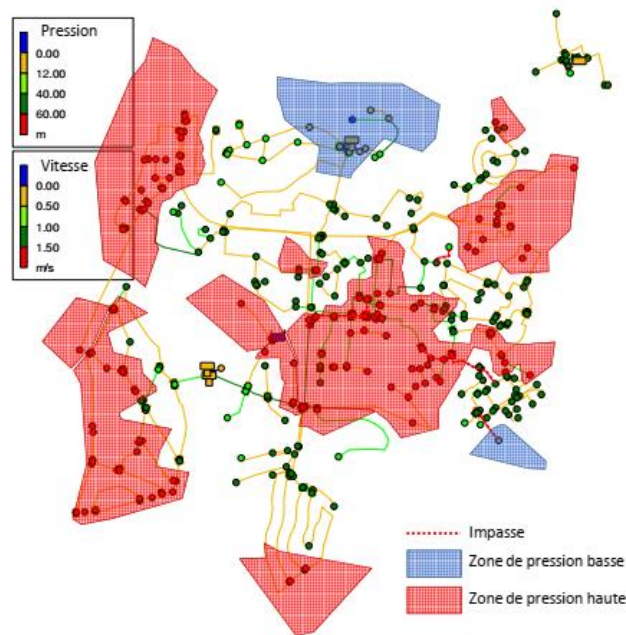 Pression
0.00
12.00
40.00
60.00
m
Vitesse
0.00
0.50
1.00
1.50
m/s
Impasse
Zone de pression basse
Zone de pression haute